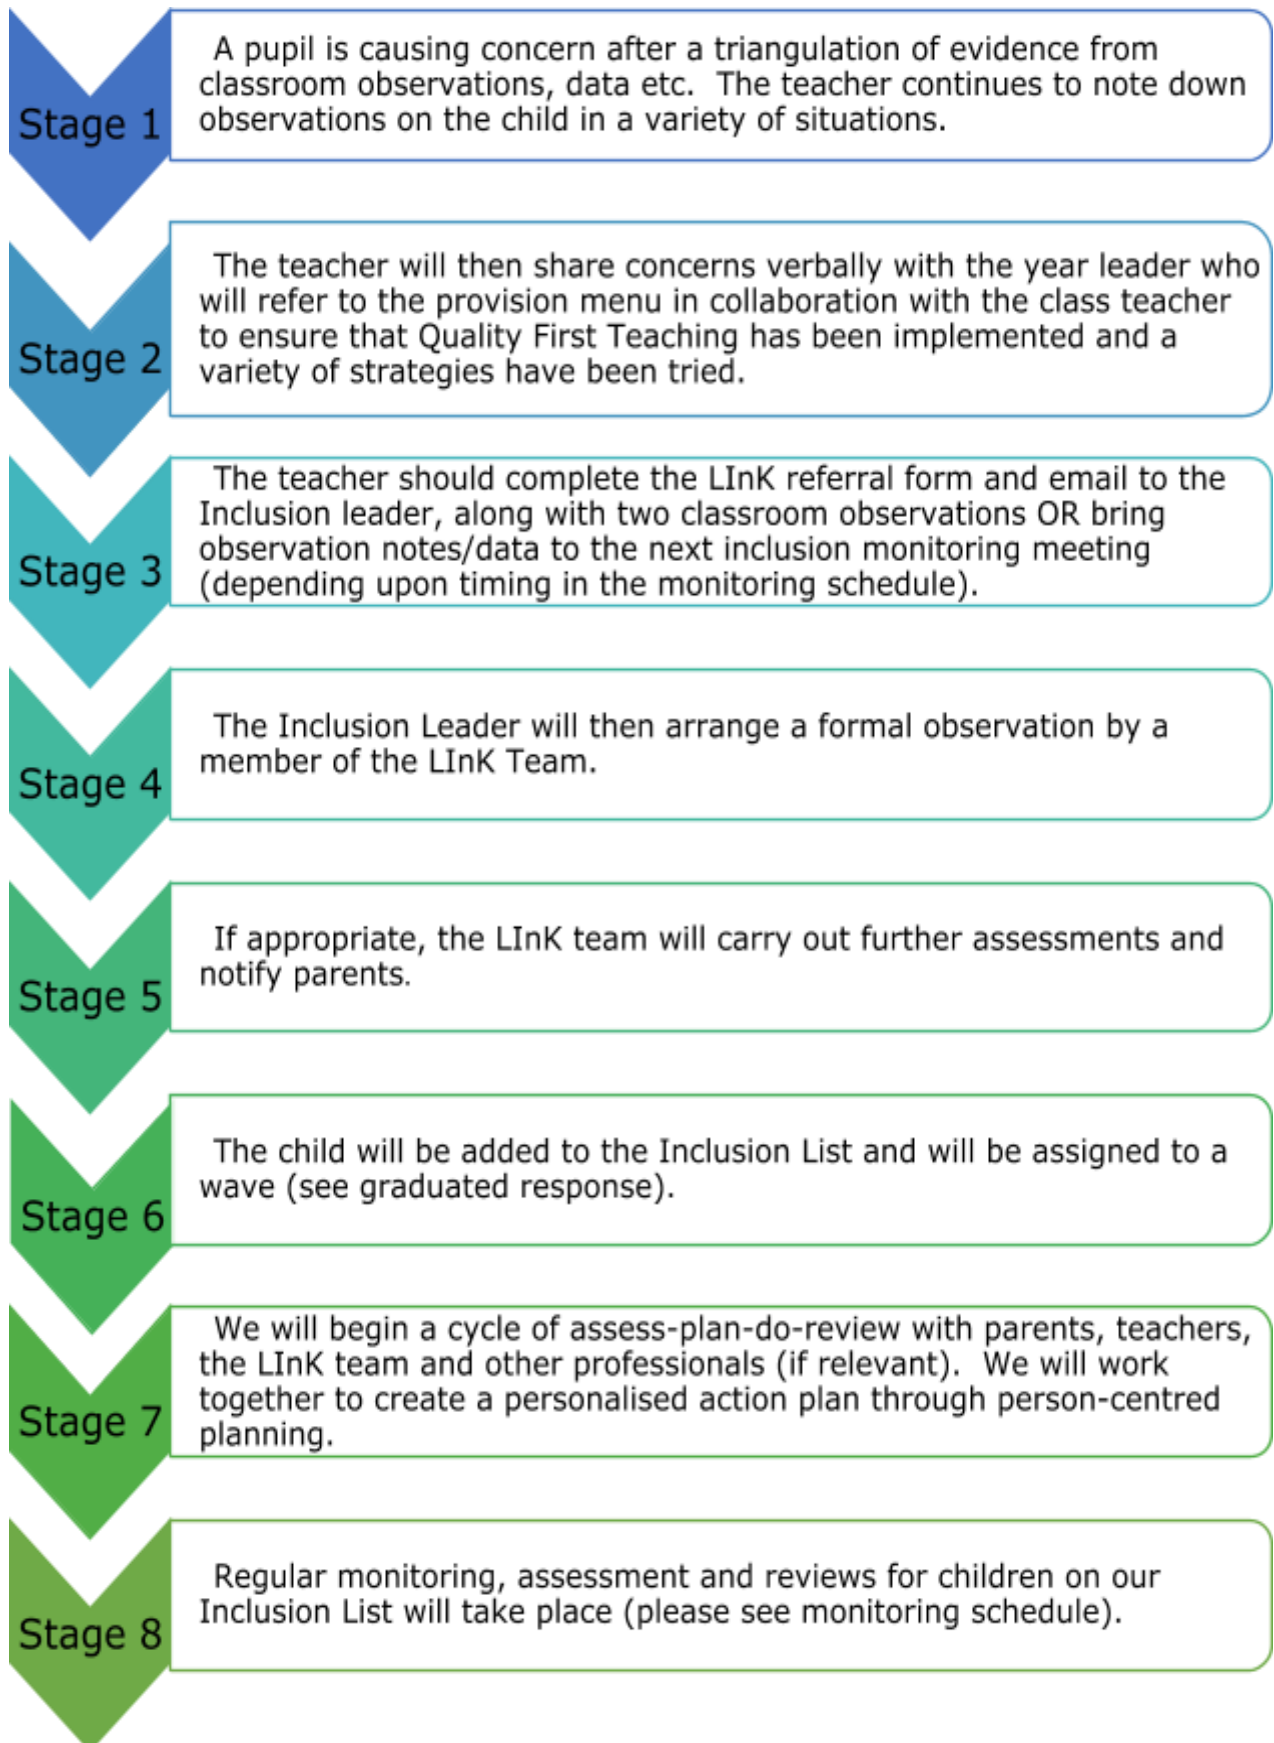 Stage 1
A pupil is causing concern after a triangulation of evidence from
classroom observations, data etc.  The teacher continues to note down
observations on the child in a variety of situations.
Stage 2
The teacher will then share concerns verbally with the year leader who
will refer to the provision menu in collaboration with the class teacher
to ensure that Quality First Teaching has been implemented and a
variety of strategies have been tried.
Stage 3
The teacher should complete the LInK referral form and email to the
Inclusion leader, along with two classroom observations OR bring
observation notes/data to the next inclusion monitoring meeting
(depending upon timing in the monitoring schedule).
Stage 4
The Inclusion Leader will then arrange a formal observation by a
member of the LInK Team.
Stage 5
If appropriate, the LInK team will carry out further assessments and
notify parents.
Stage 6
The child will be added to the Inclusion List and will be assigned to a
wave (see graduated response).
Stage 7
We will begin a cycle of assess-plan-do-review with parents, teachers,
the LInK team and other professionals (if relevant).  We will work
together to create a personalised action plan through person-centred
planning.
Stage 8
Regular monitoring, assessment and reviews for children on our
Inclusion List will take place (please see monitoring schedule).